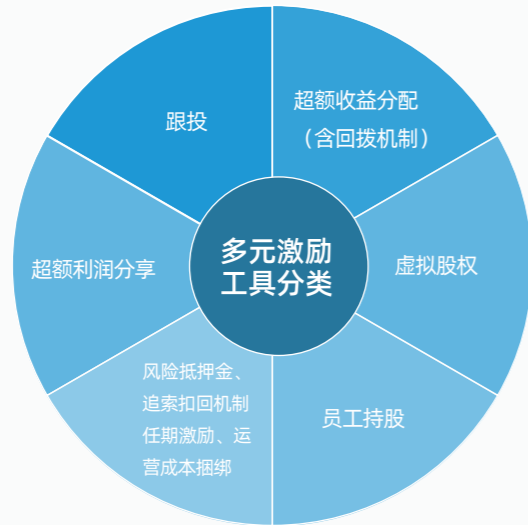 跟投
超额收益分配
（含回拨机制）
超额利润分享
多元激励
工具分类
虚拟股权
风险抵押金、
追索扣回机制
任期激励、运
营成本捆绑
员工持股